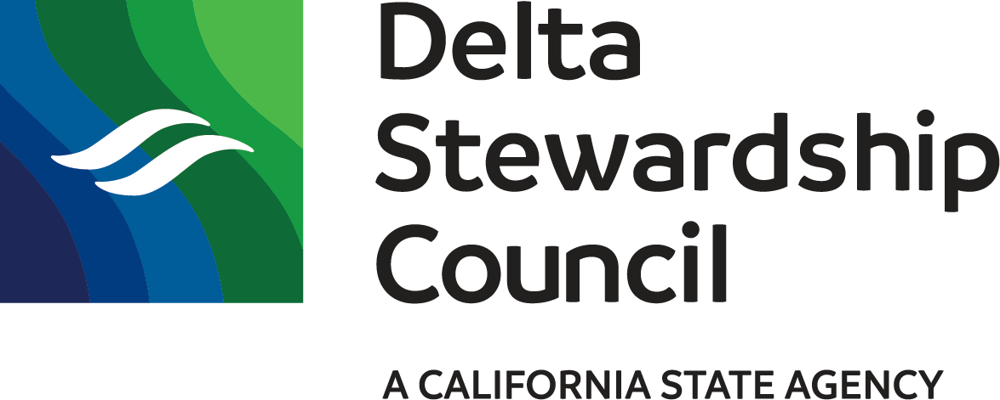 Delta
Stewardship
Council
A CALIFORNIA STATE AGENCY